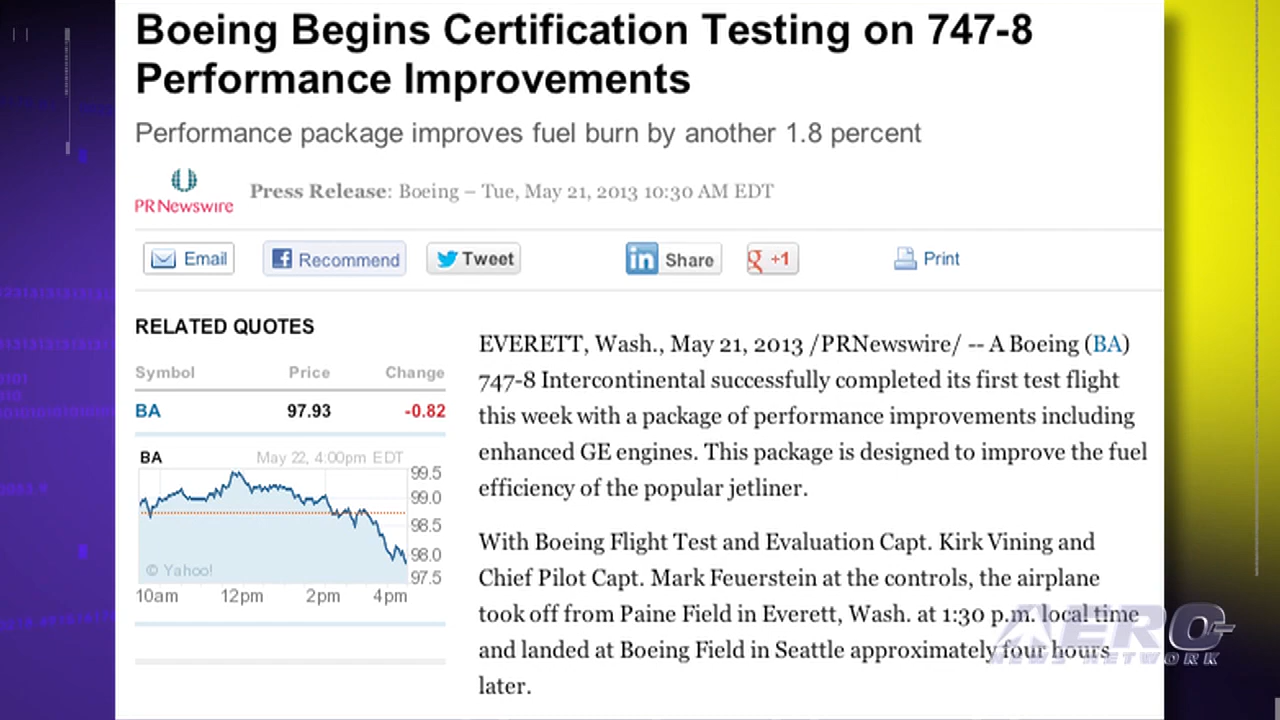 Boeing Begins Certification Testing on 747-8
Performance Improvements
Performance package improves fuel burn by another 1.8 percent
PRNewswire
Press Release: Boeing – Tue, May 21, 2013 10:30 AM EDT
Email
Recommend
Tweet
in Share
g +1
Print
RELATED QUOTES
Symbol Price Change
BA 97.93 -0.82
BA May 22, 4:00pm EDT
99.5
99.0
98.5
98.0
97.5
© Yahoo!
10am 12pm 2pm 4pm
EVERETT, Wash., May 21, 2013 /PRNewswire/ -- A Boeing (BA)
747-8 Intercontinental successfully completed its first test flight
this week with a package of performance improvements including
enhanced GE engines. This package is designed to improve the fuel
efficiency of the popular jetliner.
With Boeing Flight Test and Evaluation Capt. Kirk Vining and
Chief Pilot Capt. Mark Feuerstein at the controls, the airplane
took off from Paine Field in Everett, Wash. at 1:30 p.m. local time
and landed at Boeing Field in Seattle approximately four hours
later.
AERO-
NEWS NETWORK